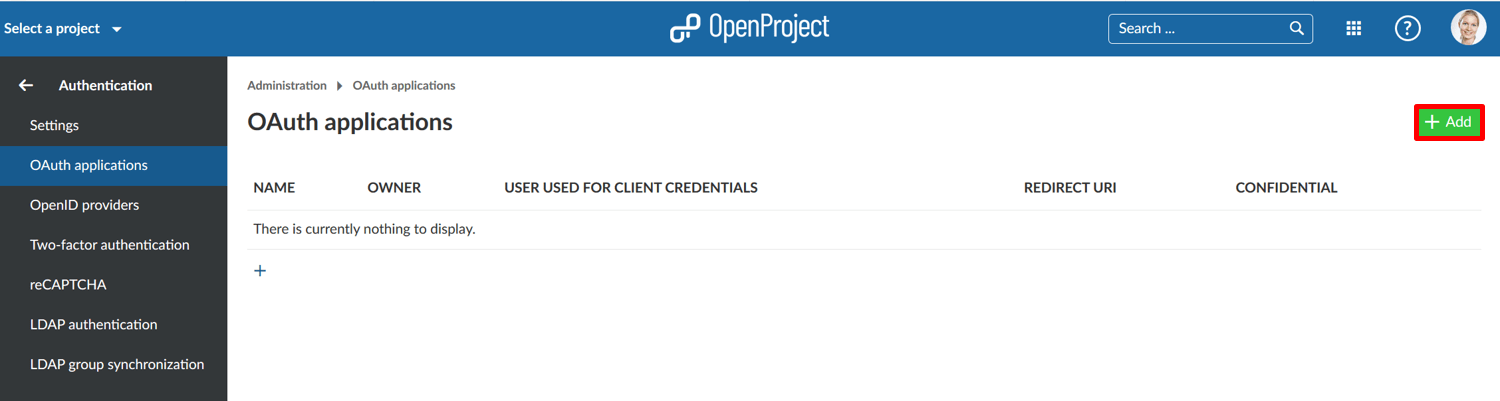 Select a project
OpenProject
Search ...
?
Authentication
Settings
OAuth applications
OpenID providers
Two-factor authentication
reCAPTCHA
LDAP authentication
LDAP group synchronization
Administration OAuth applications
OAuth applications
+ Add
NAME OWNER USER USED FOR CLIENT CREDENTIALS REDIRECT URI CONFIDENTIAL
There is currently nothing to display.
+